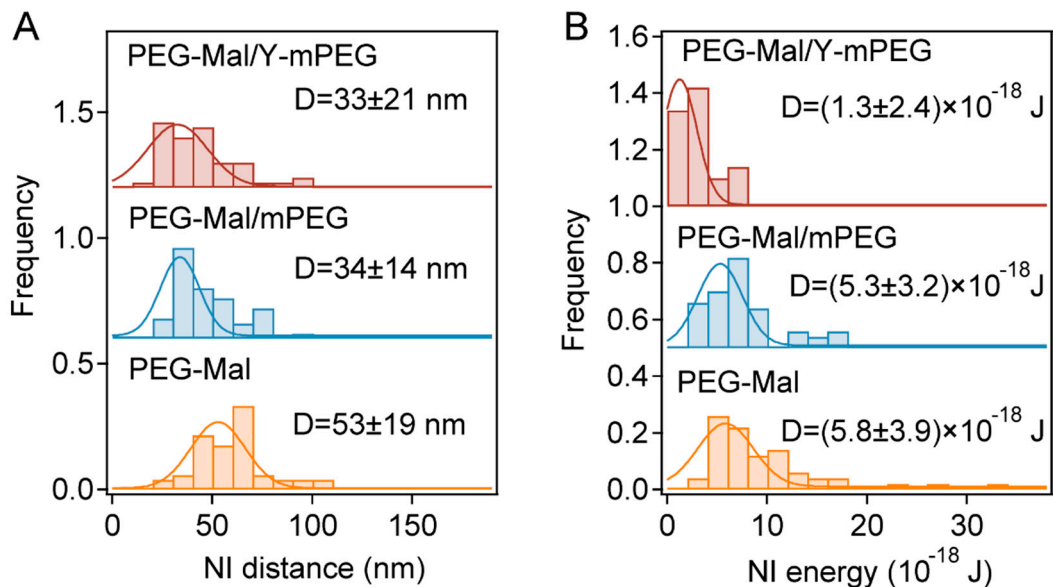 A
PEG-Mal/Y-mPEG
D=33±21 nm
1.5
PEG-Mal/mPEG
1.0
D=34±14 nm
Frequency
0.5
PEG-Mal
D=53±19 nm
0.0
0 50 100 150
NI distance (nm)
B
1.6
PEG-Mal/Y-mPEG
1.4
D=(1.3±2.4)×10⁻¹⁸ J
1.2
1.0
PEG-Mal/mPEG
0.8
D=(5.3±3.2)×10⁻¹⁸ J
Frequency
0.6
0.4
PEG-Mal
0.2
D=(5.8±3.9)×10⁻¹⁸ J
0.0
0 10 20 30
NI energy (10⁻¹⁸ J)